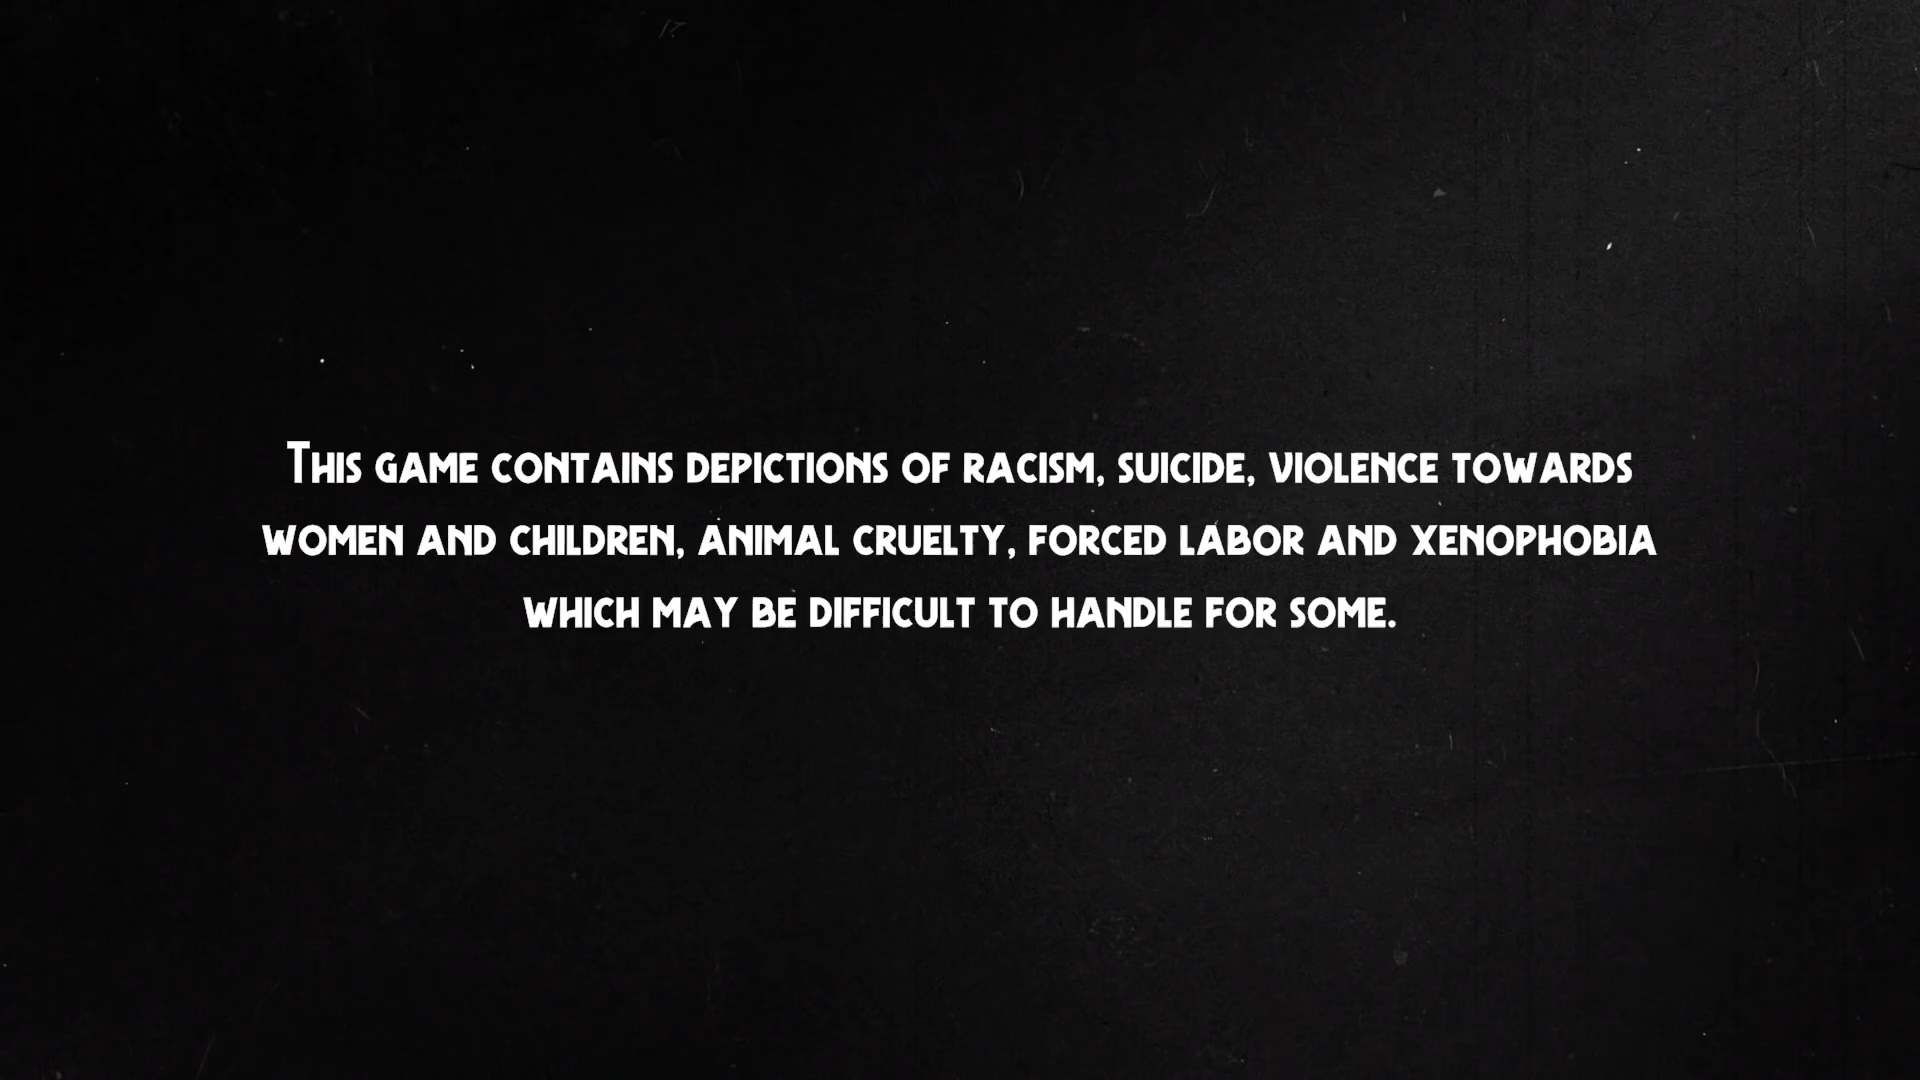 This game contains depictions of racism, suicide, violence towards
women and children, animal cruelty, forced labor and xenophobia
which may be difficult to handle for some.